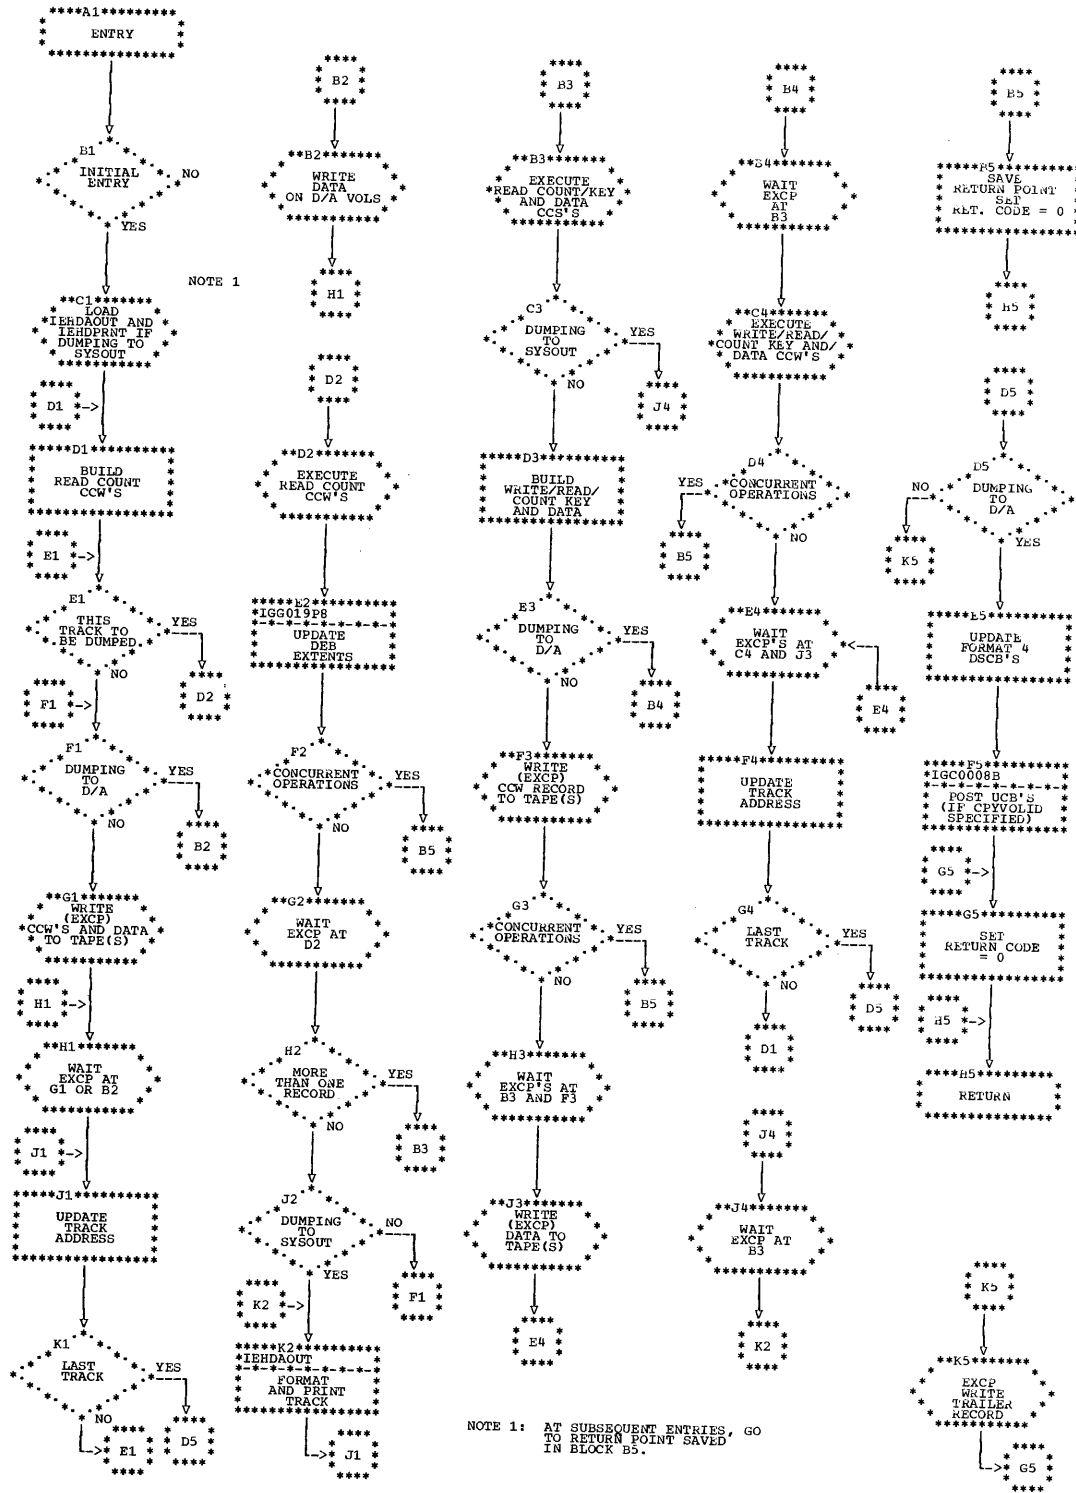 ****A1*********
ENTRY
B1
INITIAL
ENTRY
NO
YES
NOTE 1
**C1*******
LOAD
IEHDAOUT AND
IEHDPRNT IF
DUMPING TO
SYSOUT
D1
*****D1**********
BUILD
READ COUNT
CCW'S
E1
E1
THIS
TRACK TO
BE DUMPED
YES
NO
D2
F1
F1
DUMPING
TO
D/A
YES
NO
B2
**G1*******
WRITE
(EXCP)
CCW'S AND DATA
TO TAPE(S)
H1
**H1*******
WAIT
EXCP AT
G1 OR B2
J1
*****J1**********
UPDATE
TRACK
ADDRESS
K1
LAST
TRACK
YES
NO
E1
D5
B2
**B2*******
WRITE
DATA
ON D/A VOLS
H1
D2
**D2*******
EXECUTE
READ COUNT
CCW'S
*****E2**********
IGG019P8
UPDATE
DEB
EXTENTS
F2
CONCURRENT
OPERATIONS
YES
NO
B5
**G2*******
WAIT
EXCP AT
D2
H2
MORE
THAN ONE
RECORD
YES
NO
B3
J2
DUMPING
TO
SYSOUT
NO
YES
F1
K2
*****K2**********
IEHDAOUT
FORMAT
AND PRINT
TRACK
J1
B3
**B3*******
EXECUTE
READ COUNT/KEY
AND DATA
CCS'S
C3
DUMPING
TO
SYSOUT
YES
NO
J4
*****D3**********
BUILD
WRITE/READ/
COUNT KEY
AND DATA
E3
DUMPING
TO
D/A
YES
NO
B4
**F3*******
WRITE
(EXCP)
CCW RECORD
TO TAPE(S)
G3
CONCURRENT
OPERATIONS
YES
NO
B5
**H3*******
WAIT
EXCP'S AT
B3 AND F3
**J3*******
WRITE
(EXCP)
DATA TO
TAPE(S)
E4
B4
**B4*******
WAIT
EXCP
AT
B3
**C4*******
EXECUTE
WRITE/READ/
COUNT KEY AND/
DATA CCW'S
D4
CONCURRENT
OPERATIONS
YES
NO
B5
**E4*******
WAIT
EXCP'S AT
C4 AND J3
E4
*****F4**********
UPDATE
TRACK
ADDRESS
G4
LAST
TRACK
YES
NO
D5
D1
J4
**J4*******
WAIT
EXCP AT
B3
K2
B5
*****B5**********
SAVE
RETURN POINT
SET
RET. CODE = 0
H5
D5
D5
DUMPING
TO
D/A
NO
YES
K5
*****E5**********
UPDATE
FORMAT 4
DSCB'S
*****F5**********
IGC0008B
POST UCB'S
(IF CPYVOLID
SPECIFIED)
G5
*****G5**********
SET
RETURN CODE
= 0
H5
****H5*********
RETURN
K5
**K5*******
EXCP
WRITE
TRAILER
RECORD
G5
NOTE 1: AT SUBSEQUENT ENTRIES, GO
TO RETURN POINT SAVED
IN BLOCK B5.